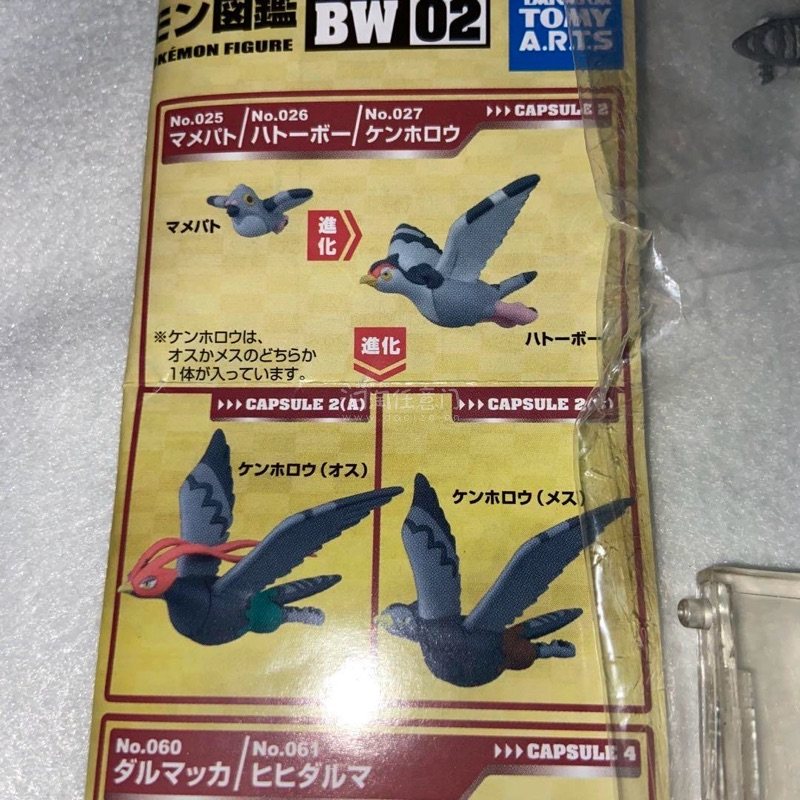 モン図鑑
POKÉMON FIGURE
BW 02
TOMY
A.R.T.S
No.025 マメパト / No.026 ハトーボー / No.027 ケンホロウ
CAPSULE 2
マメパト
進化
ハトーボー
※ケンホロウは、
オスかメスのどちらか
1体が入っています。
進化
CAPSULE 2(A)
CAPSULE 2
ケンホロウ(オス)
ケンホロウ(メス)
No.060 ダルマッカ / No.061 ヒヒダルマ
CAPSULE 4